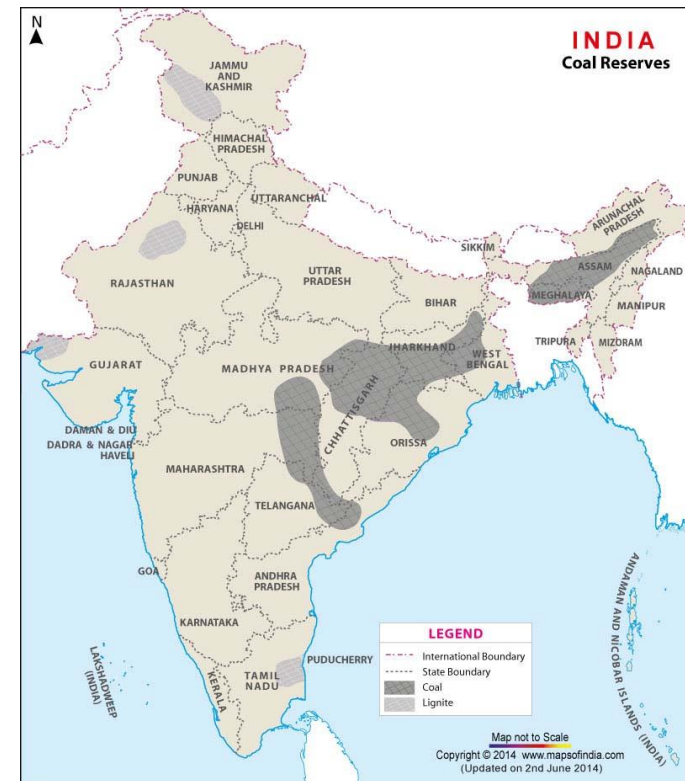 N
INDIA
Coal Reserves
JAMMU
AND
KASHMIR
HIMACHAL
PRADESH
PUNJAB
UTTARANCHAL
HARYANA
DELHI
ARUNACHAL
PRADESH
SIKKIM
ASSAM
NAGALAND
RAJASTHAN
UTTAR
PRADESH
BIHAR
MEGHALAYA
MANIPUR
TRIPURA
MIZORAM
JHARKHAND
WEST
BENGAL
GUJARAT
MADHYA PRADESH
CHHATTISGARH
DAMAN & DIU
DADRA & NAGAR
HAVELI
ORISSA
MAHARASHTRA
TELANGANA
GOA
ANDHRA
PRADESH
KARNATAKA
ANDAMAN AND NICOBAR ISLANDS (INDIA)
LAKSHADWEEP
(INDIA)
KERALA
TAMIL
NADU
PUDUCHERRY
LEGEND
International Boundary
State Boundary
Coal
Lignite
Map not to Scale
Copyright © 2014 www.mapsofindia.com
(Updated on 2nd June 2014)